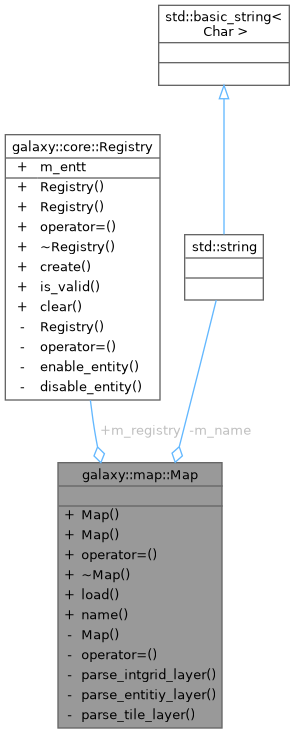 std::basic_string<
Char >
galaxy::core::Registry
+ m_entt
+ Registry()
+ Registry()
+ operator=()
+ ~Registry()
+ create()
+ is_valid()
+ clear()
- Registry()
- operator=()
- enable_entity()
- disable_entity()
std::string
+m_registry
-m_name
galaxy::map::Map
+ Map()
+ Map()
+ operator=()
+ ~Map()
+ load()
+ name()
- Map()
- operator=()
- parse_intgrid_layer()
- parse_entitiy_layer()
- parse_tile_layer()